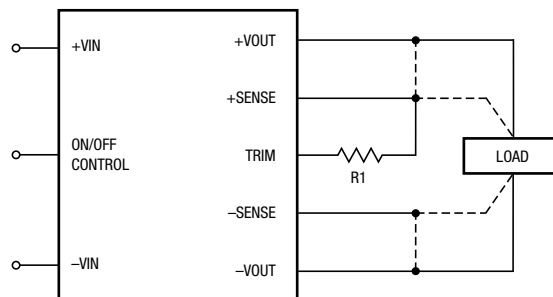 +VIN
ON/OFF
CONTROL
–VIN
+VOUT
+SENSE
TRIM
–SENSE
–VOUT
R1
LOAD